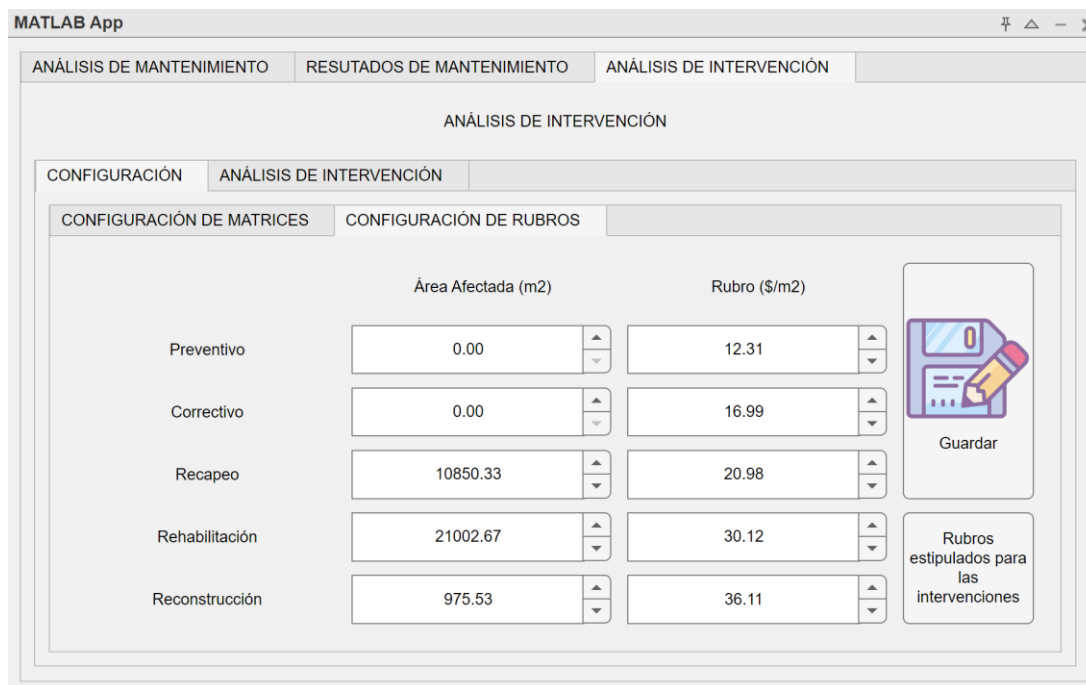 MATLAB App
ANÁLISIS DE MANTENIMIENTO RESUTADOS DE MANTENIMIENTO ANÁLISIS DE INTERVENCIÓN
ANÁLISIS DE INTERVENCIÓN
CONFIGURACIÓN ANÁLISIS DE INTERVENCIÓN
CONFIGURACIÓN DE MATRICES CONFIGURACIÓN DE RUBROS
Área Afectada (m2) Rubro ($/m2)
Preventivo 0.00 12.31
Correctivo 0.00 16.99
Guardar
Recapeo 10850.33 20.98
Rehabilitación 21002.67 30.12
Rubros
estipulados para
las
intervenciones
Reconstrucción 975.53 36.11